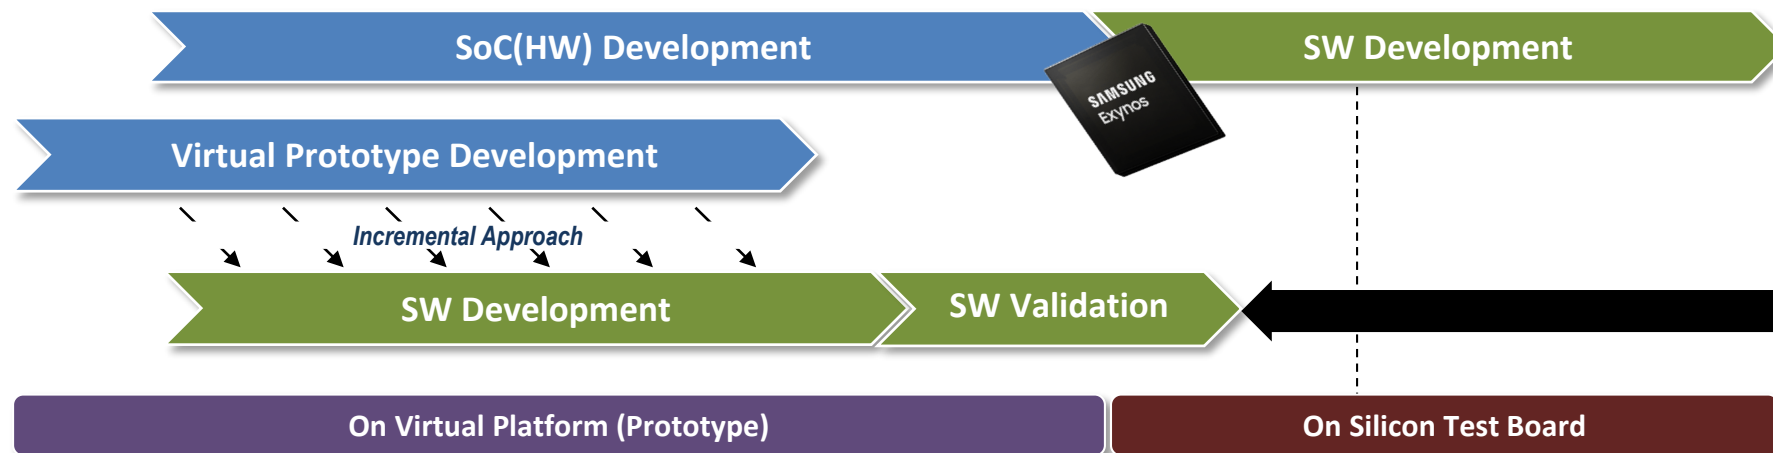 SoC(HW) Development
SW Development
SAMSUNG
Exynos
Virtual Prototype Development
Incremental Approach
SW Development
SW Validation
On Virtual Platform (Prototype)
On Silicon Test Board